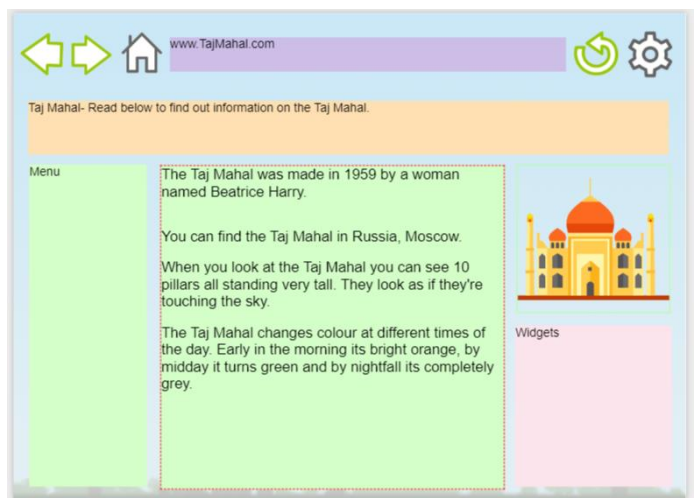 www.TajMahal.com
Taj Mahal- Read below to find out information on the Taj Mahal.
Menu
The Taj Mahal was made in 1959 by a woman
named Beatrice Harry.
You can find the Taj Mahal in Russia, Moscow.
When you look at the Taj Mahal you can see 10
pillars all standing very tall. They look as if they're
touching the sky.
The Taj Mahal changes colour at different times of
the day. Early in the morning its bright orange, by
midday it turns green and by nightfall its completely
grey.
Widgets